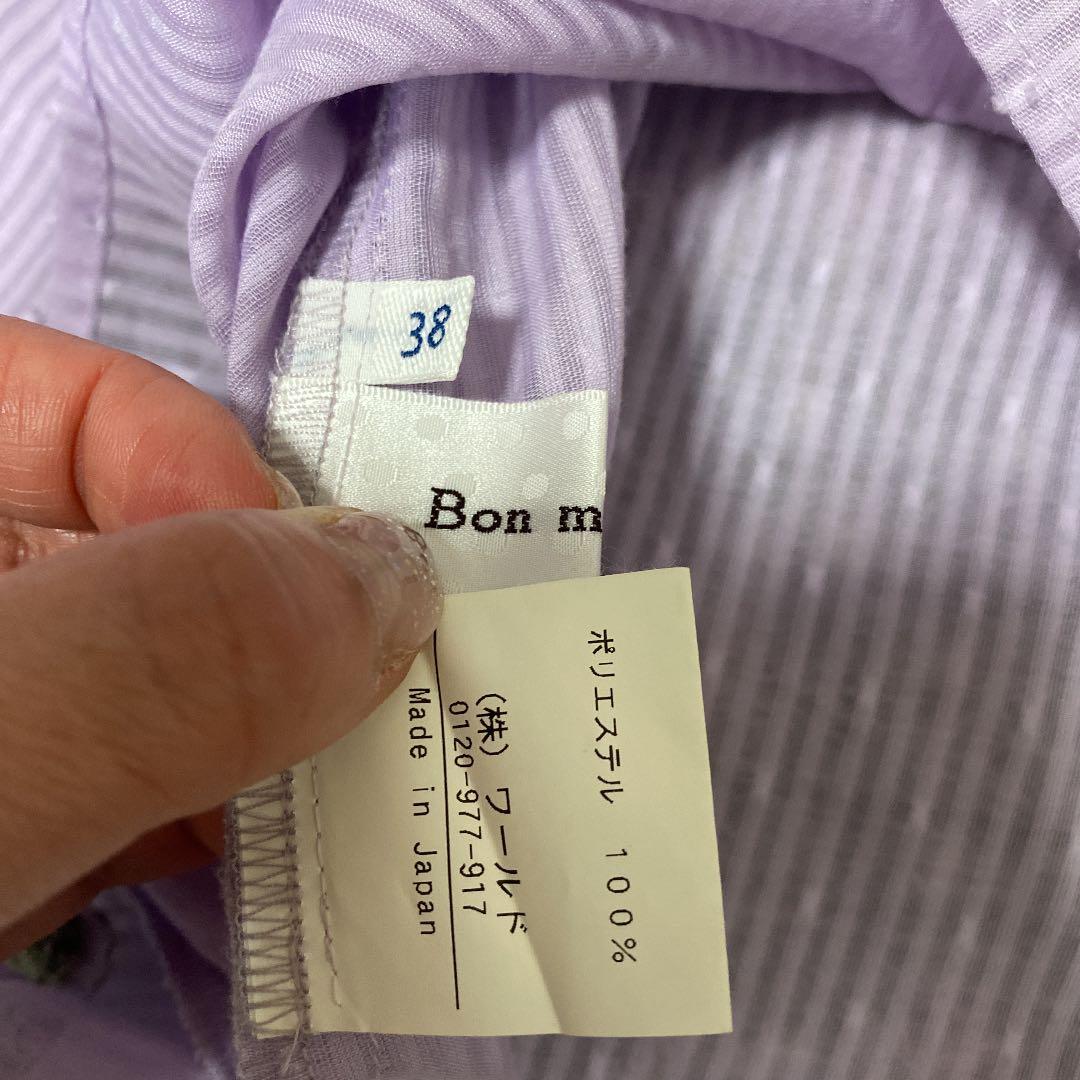 38
Bon m
ポリエステル 100%
(株)ワールド
0120-977-917
Made in Japan